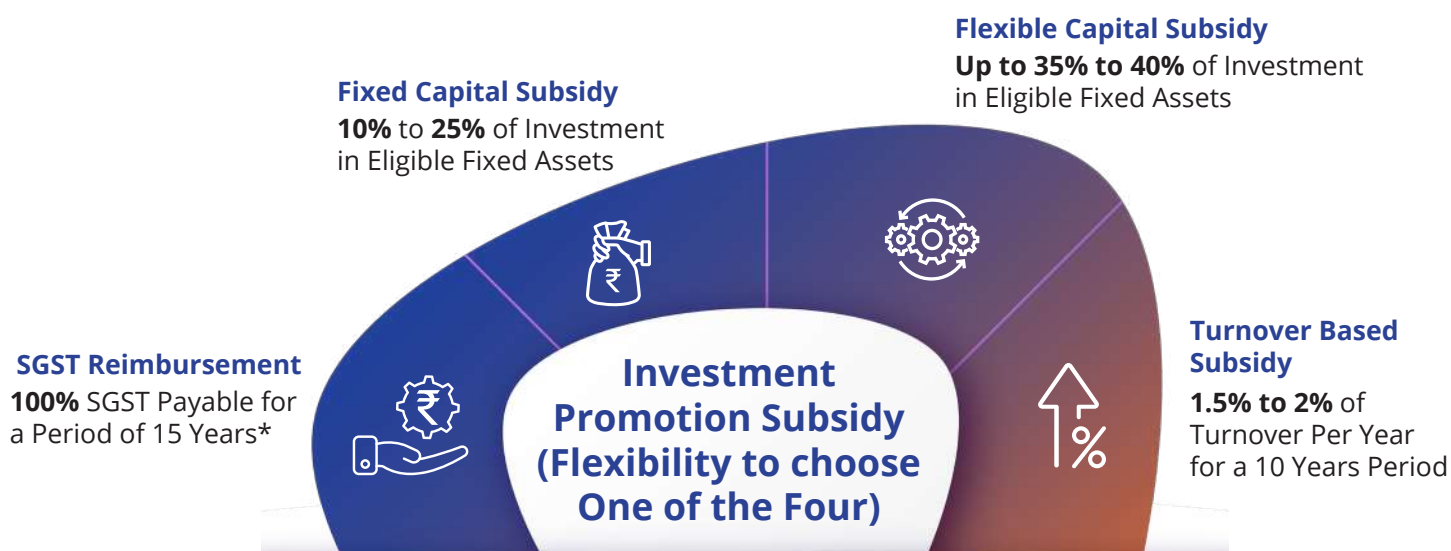 Flexible Capital Subsidy
Up to 35% to 40% of Investment
in Eligible Fixed Assets
Fixed Capital Subsidy
10% to 25% of Investment
in Eligible Fixed Assets
₹
SGST Reimbursement
100% SGST Payable for
a Period of 15 Years*
₹
Investment
Promotion Subsidy
(Flexibility to choose
One of the Four)
Turnover Based
Subsidy
1.5% to 2% of
Turnover Per Year
for a 10 Years Period
%